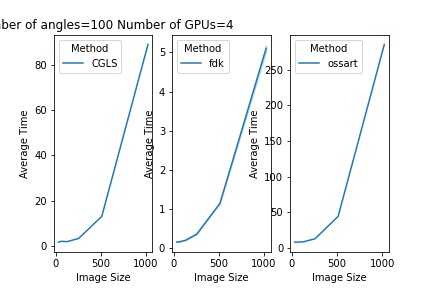 ber of angles=100 Number of GPUs=4
Method
CGLS
Average Time
80
60
40
20
0
0
500
1000
Image Size
Method
fdk
Average Time
5
4
3
2
1
0
0
500
1000
Image Size
Method
ossart
Average Time
250
200
150
100
50
0
0
500
1000
Image Size